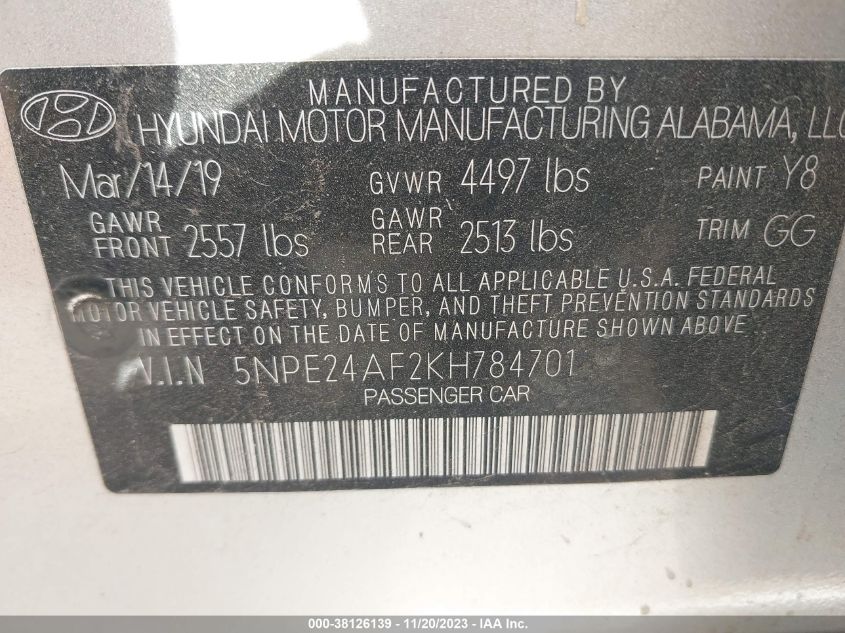 MANUFACTURED BY
HYUNDAI MOTOR MANUFACTURING ALABAMA, LLC
Mar/14/19 GVWR 4497 lbs PAINT Y8
GAWR FRONT 2557 lbs GAWR REAR 2513 lbs TRIM GG
THIS VEHICLE CONFORMS TO ALL APPLICABLE U.S.A. FEDERAL
MOTOR VEHICLE SAFETY, BUMPER, AND THEFT PREVENTION STANDARDS
IN EFFECT ON THE DATE OF MANUFACTURE SHOWN ABOVE
V.I.N 5NPE24AF2KH784701
PASSENGER CAR
000-38126139 - 11/20/2023 - IAA Inc.